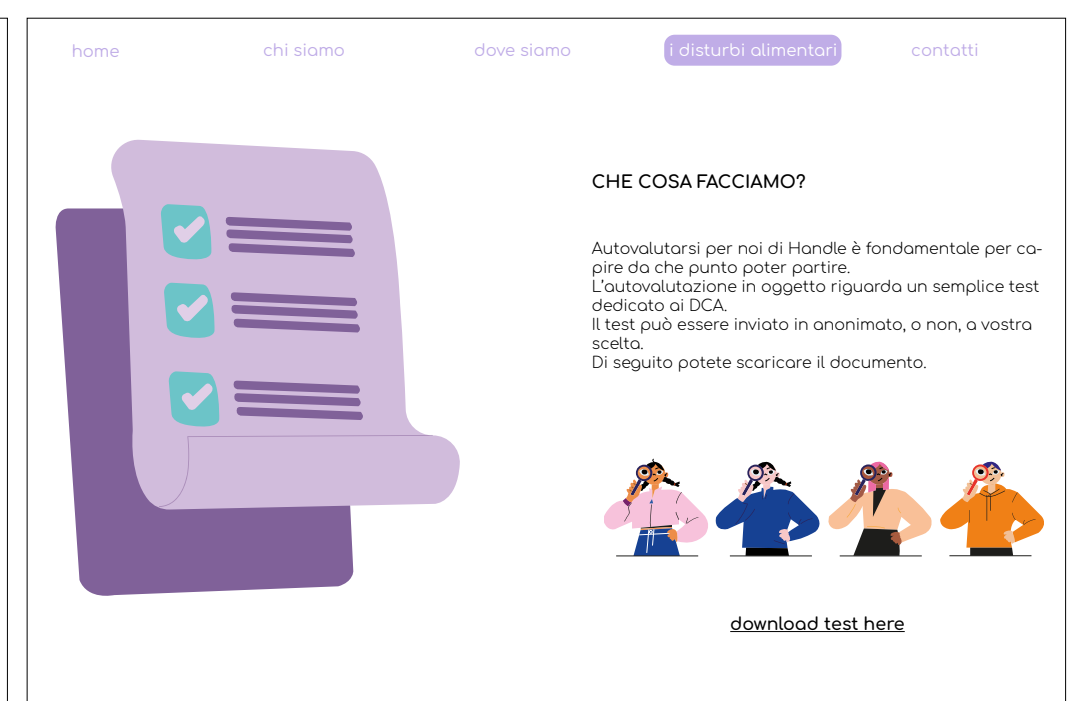 home
chi siamo
dove siamo
i disturbi alimentari
contatti
CHE COSA FACCIAMO?
Autovalutarsi per noi di Handle è fondamentale per ca-
pire da che punto poter partire.
L'autovalutazione in oggetto riguarda un semplice test
dedicato ai DCA.
Il test può essere inviato in anonimato, o non, a vostra
scelta.
Di seguito potete scaricare il documento.
download test here